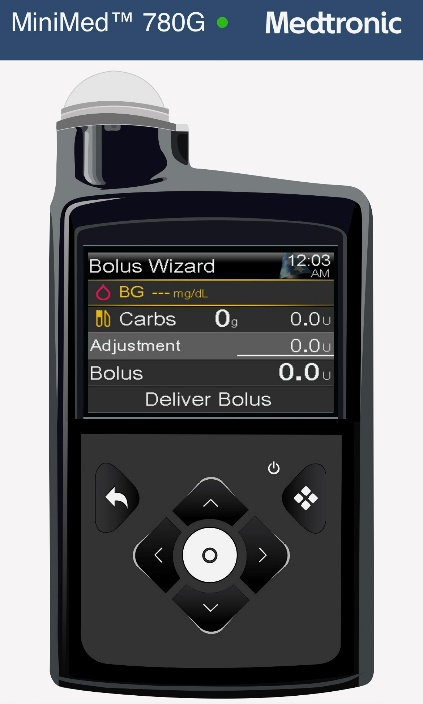 MiniMed™ 780G Medtronic
Bolus Wizard 12:03
AM
BG --- mg/dL
Carbs 0g 0.0U
Adjustment 0.0U
Bolus 0.0U
Deliver Bolus